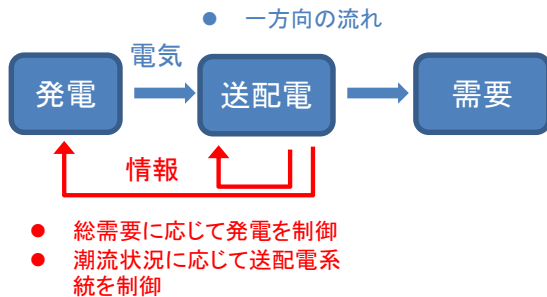 ● 一方向の流れ
電気
発電
送配電
需要
情報
● 総需要に応じて発電を制御
● 潮流状況に応じて送配電系
統を制御